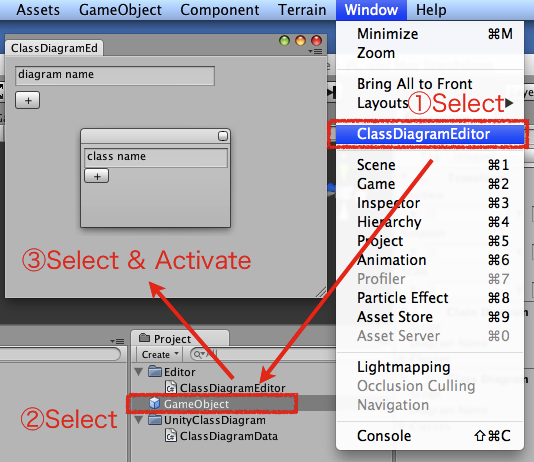 Assets GameObject Component Terrain Window Help
Minimize ⌘M
Zoom
Bring All to Front
Layouts ▶
①Select
ClassDiagramEditor
Scene ⌘1
Game ⌘2
Inspector ⌘3
Hierarchy ⌘4
Project ⌘5
Animation ⌘6
Profiler ⌘7
Particle Effect ⌘8
Asset Store ⌘9
Asset Server ⌘0
Lightmapping
Occlusion Culling
Navigation
Console ⇧⌘C
ClassDiagramEd
diagram name
+
class name
+
③Select & Activate
Project
Create
All
Editor
ClassDiagramEditor
GameObject
②Select
UnityClassDiagram
ClassDiagramData